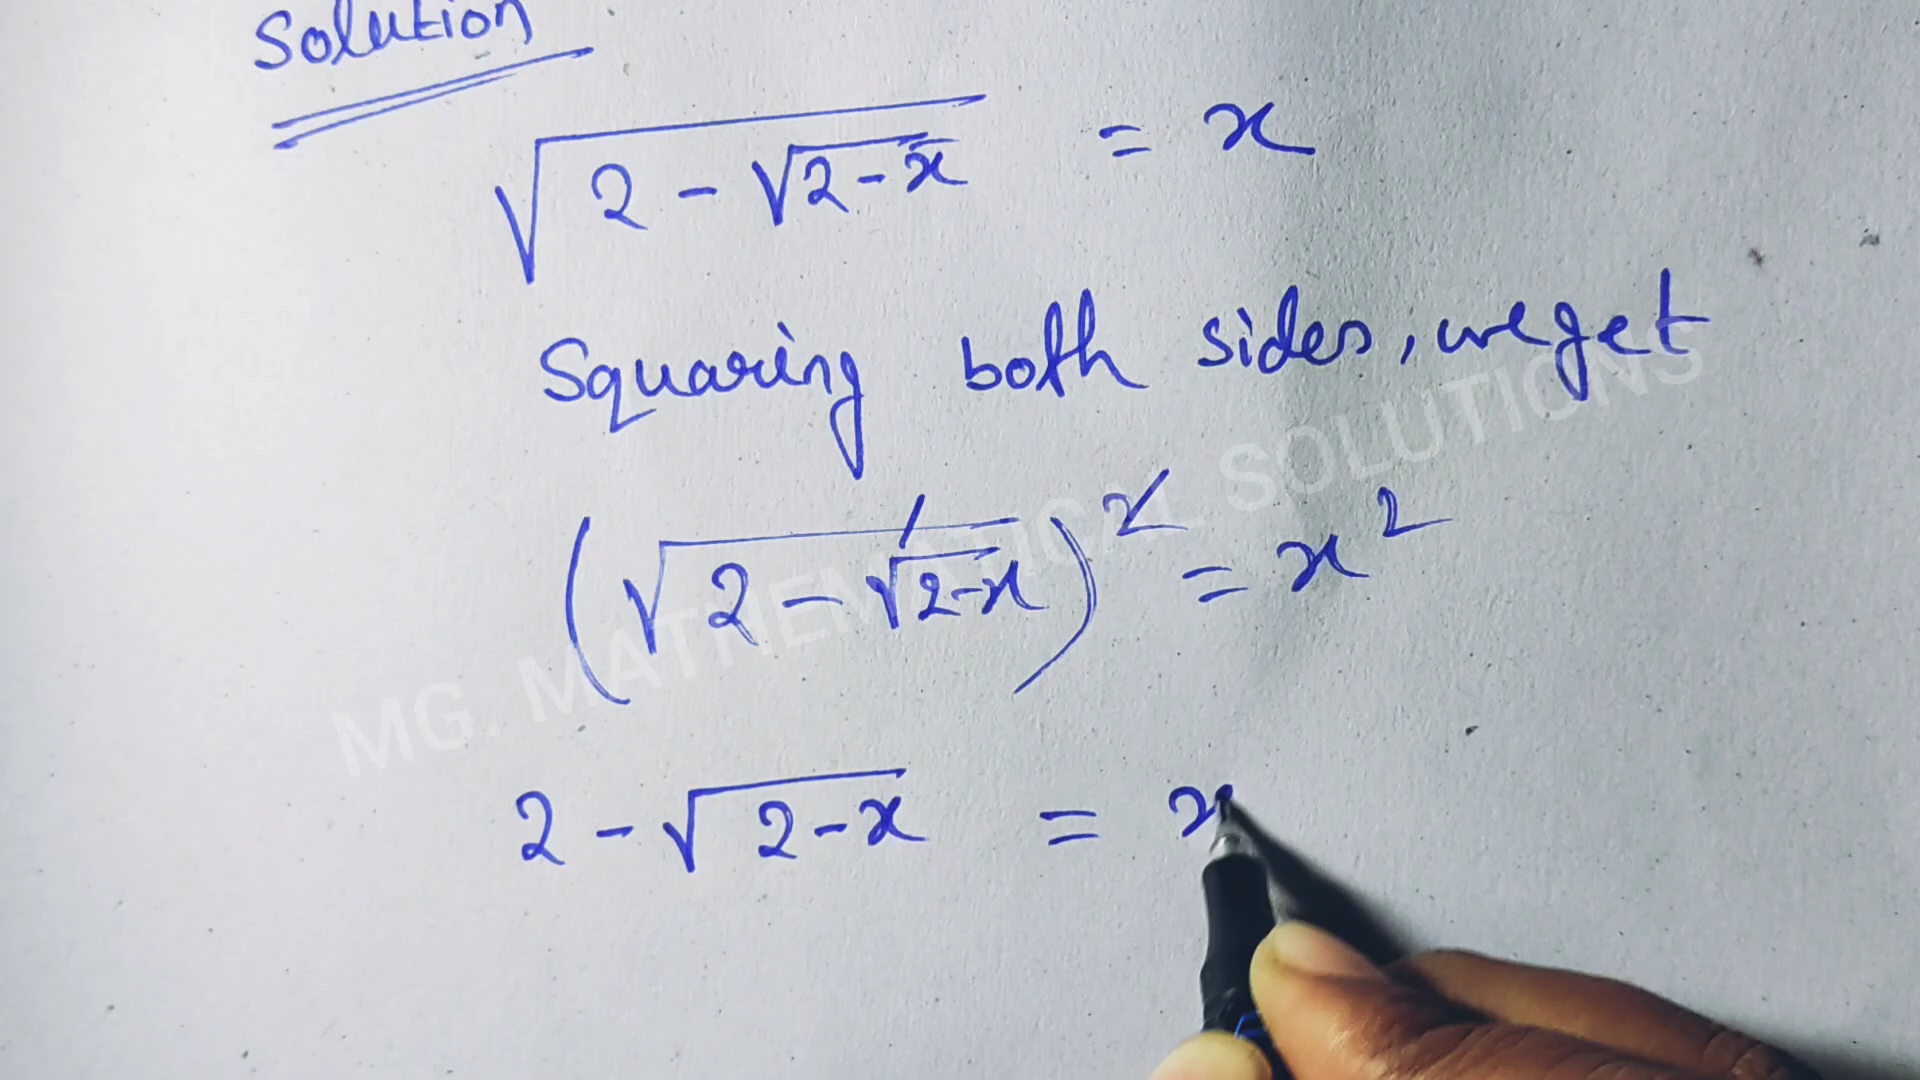 Solution
√(2 - √(2-x)) = x
Squaring both sides, we get
(√(2 - √(2-x)))² = x²
MG. MATHEMATICAL SOLUTIONS
2 - √(2-x) = x